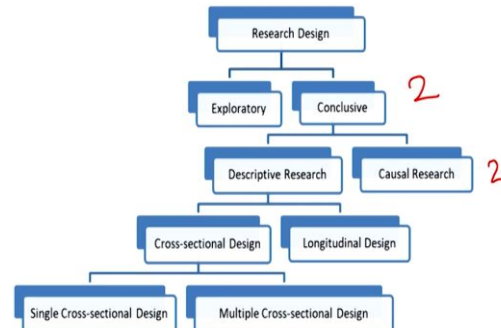 Research Design
Exploratory
Conclusive
2
Descriptive Research
Causal Research
2
Cross-sectional Design
Longitudinal Design
Single Cross-sectional Design
Multiple Cross-sectional Design